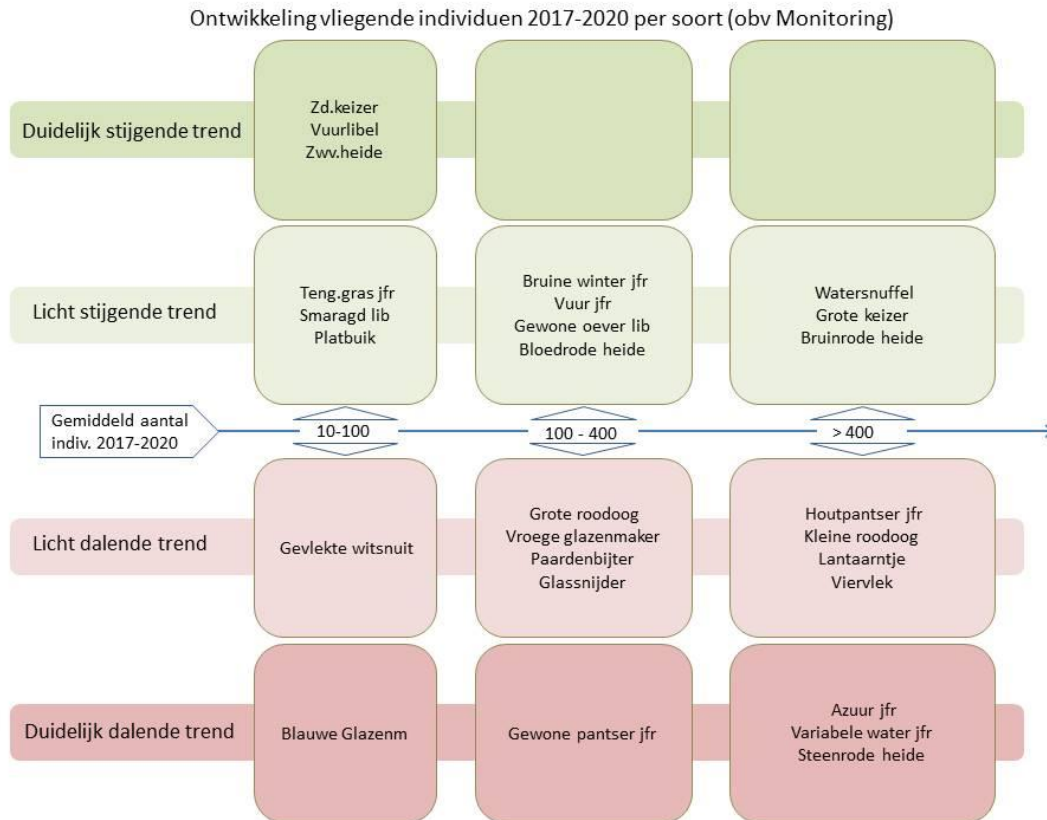 Ontwikkeling vliegende individuen 2017-2020 per soort (obv Monitoring)
Duidelijk stijgende trend
Zd.keizer
Vuurlibel
Zwv.heide
Licht stijgende trend
Teng.gras jfr
Smaragd lib
Platbuik
Bruine winter jfr
Vuur jfr
Gewone oever lib
Bloedrode heide
Watersnuffel
Grote keizer
Bruinrode heide
Gemiddeld aantal
indiv. 2017-2020
10-100
100 - 400
> 400
Licht dalende trend
Gevlekte witsnuit
Grote roodoog
Vroege glazenmaker
Paardenbijter
Glassnijder
Houtpantser jfr
Kleine roodoog
Lantaarntje
Viervlek
Duidelijk dalende trend
Blauwe Glazenm
Gewone pantser jfr
Azuur jfr
Variabele water jfr
Steenrode heide